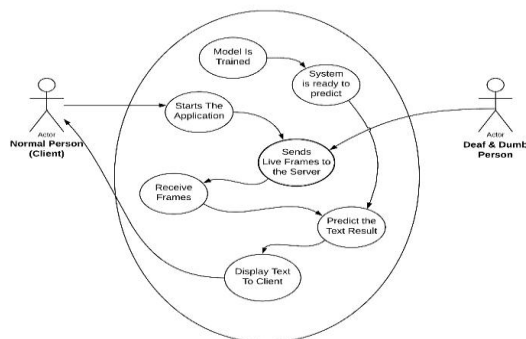 Model Is
Trained
System
is ready to
predict
Starts The
Application
Actor
Normal Person
(Client)
Actor
Deaf & Dumb
Person
Sends
Live Frames to
the Server
Receive
Frames
Predict the
Text Result
Display Text
To Client